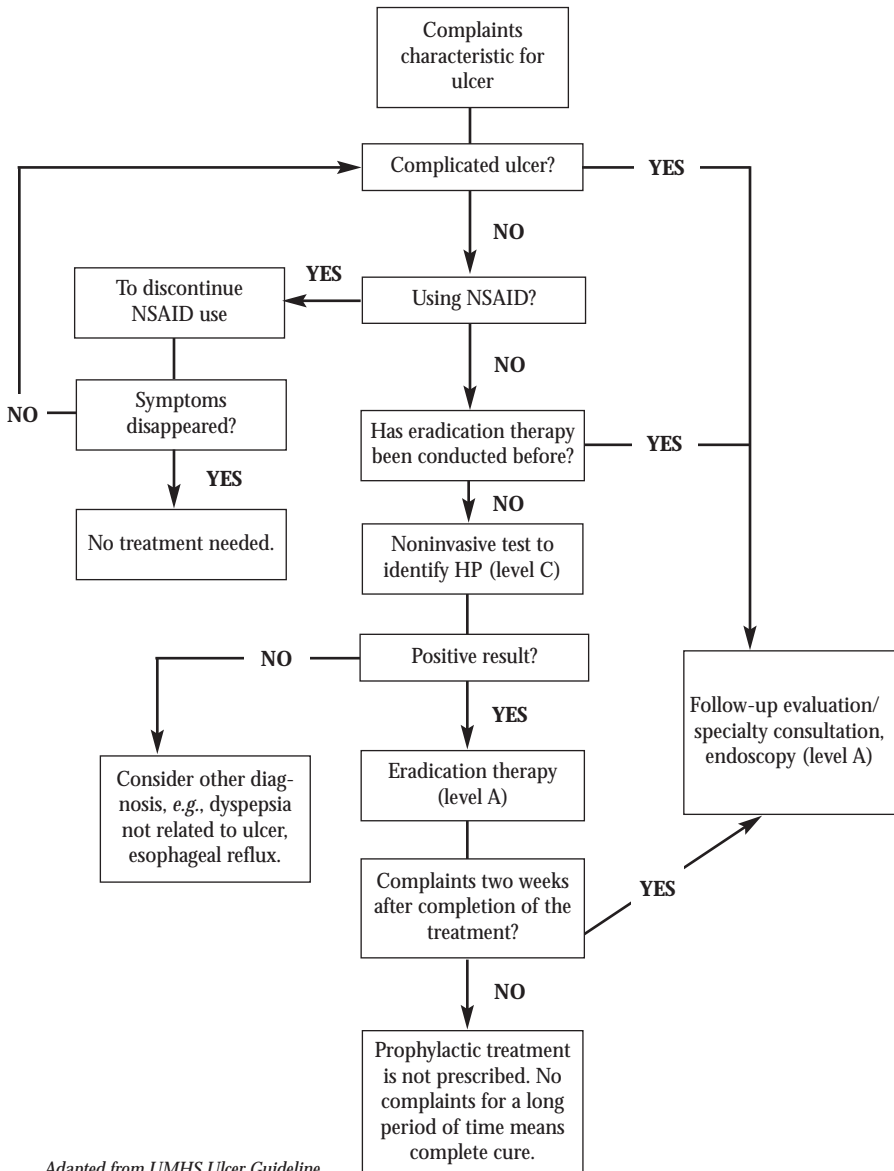 Complaints
characteristic for
ulcer
Complicated ulcer?
YES
NO
To discontinue
NSAID use
YES
Using NSAID?
NO
NO
Symptoms
disappeared?
Has eradication therapy
been conducted before?
YES
YES
NO
No treatment needed.
Noninvasive test to
identify HP (level C)
NO
Positive result?
YES
Follow-up evaluation/
specialty consultation,
endoscopy (level A)
Consider other diag-
nosis, e.g., dyspepsia
not related to ulcer,
esophageal reflux.
Eradication therapy
(level A)
Complaints two weeks
after completion of the
treatment?
YES
NO
Prophylactic treatment
is not prescribed. No
complaints for a long
period of time means
complete cure.
Adapted from UMHS Ulcer Guideline